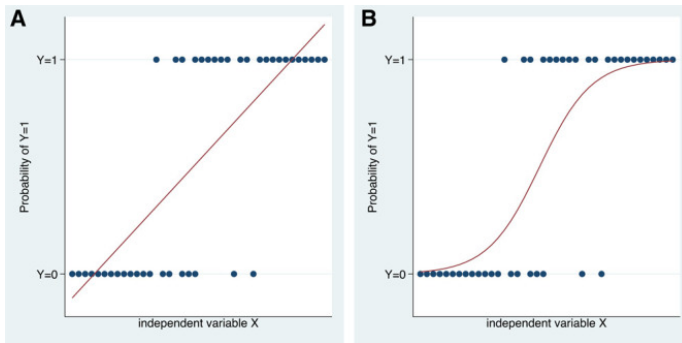 A
Y=1
Probability of Y=1
Y=0
independent variable X
B
Y=1
Probability of Y=1
Y=0
independent variable X